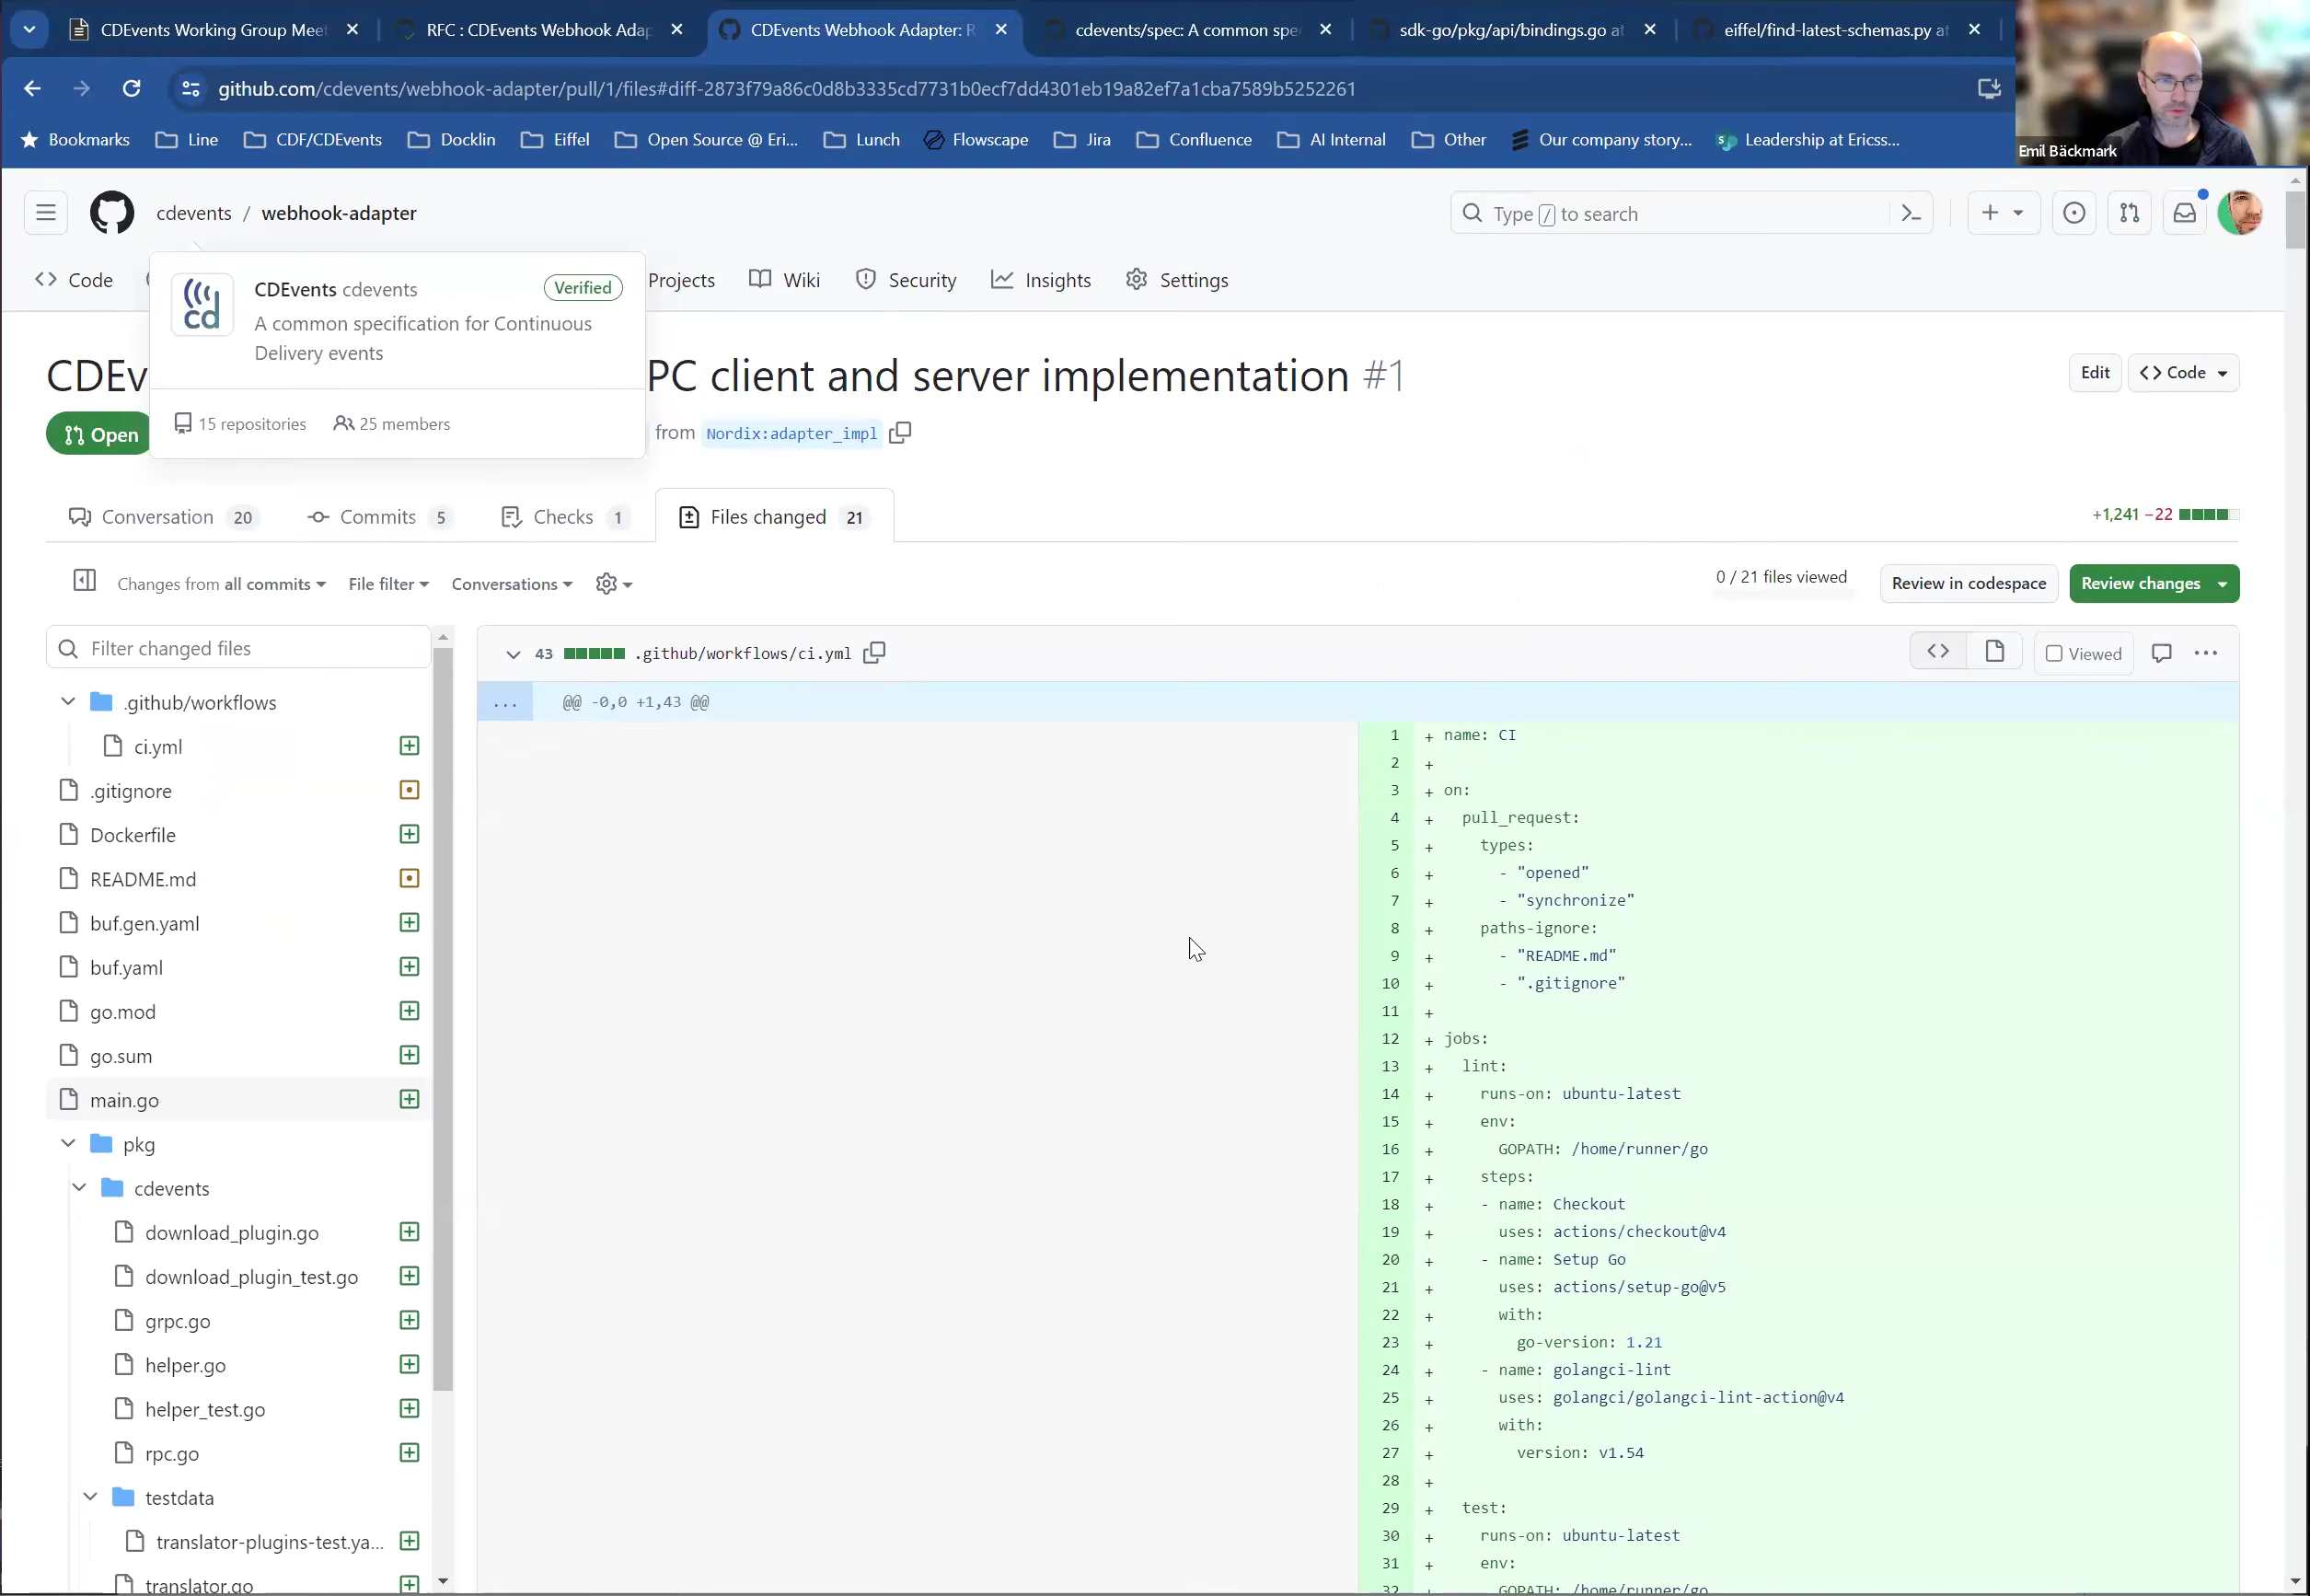 CDEvents Working Group Meet
RFC : CDEvents Webhook Adap
CDEvents Webhook Adapter: R
cdevents/spec: A common spe
sdk-go/pkg/api/bindings.go at
eiffel/find-latest-schemas.py at
github.com/cdevents/webhook-adapter/pull/1/files#diff-2873f79a86c0d8b3335cd7731b0ecf7dd4301eb19a82ef7a1cba7589b5252261
Bookmarks
Line
CDF/CDEvents
Docklin
Eiffel
Open Source @ Eri...
Lunch
Flowscape
Jira
Confluence
AI Internal
Other
Our company story...
Leadership at Ericss...
Emil Bäckmark
cdevents / webhook-adapter
Type / to search
Code
Projects
Wiki
Security
Insights
Settings
CDEvents cdevents
Verified
A common specification for Continuous
Delivery events
15 repositories
25 members
CDEv
PC client and server implementation #1
Edit
Code
Open
from Nordix:adapter_impl
Conversation 20
Commits 5
Checks 1
Files changed 21
+1,241 −22
Changes from all commits
File filter
Conversations
0 / 21 files viewed
Review in codespace
Review changes
Filter changed files
.github/workflows
ci.yml
.gitignore
Dockerfile
README.md
buf.gen.yaml
buf.yaml
go.mod
go.sum
main.go
pkg
cdevents
download_plugin.go
download_plugin_test.go
grpc.go
helper.go
helper_test.go
rpc.go
testdata
translator-plugins-test.ya...
translator.go
43 .github/workflows/ci.yml
Viewed
...
@@ -0,0 +1,43 @@
1 + name: CI
2 +
3 + on:
4 + pull_request:
5 + types:
6 + - "opened"
7 + - "synchronize"
8 + paths-ignore:
9 + - "README.md"
10 + - ".gitignore"
11 +
12 + jobs:
13 + lint:
14 + runs-on: ubuntu-latest
15 + env:
16 + GOPATH: /home/runner/go
17 + steps:
18 + - name: Checkout
19 + uses: actions/checkout@v4
20 + - name: Setup Go
21 + uses: actions/setup-go@v5
22 + with:
23 + go-version: 1.21
24 + - name: golangci-lint
25 + uses: golangci/golangci-lint-action@v4
26 + with:
27 + version: v1.54
28 +
29 + test:
30 + runs-on: ubuntu-latest
31 + env:
32 + GOPATH: /home/runner/go